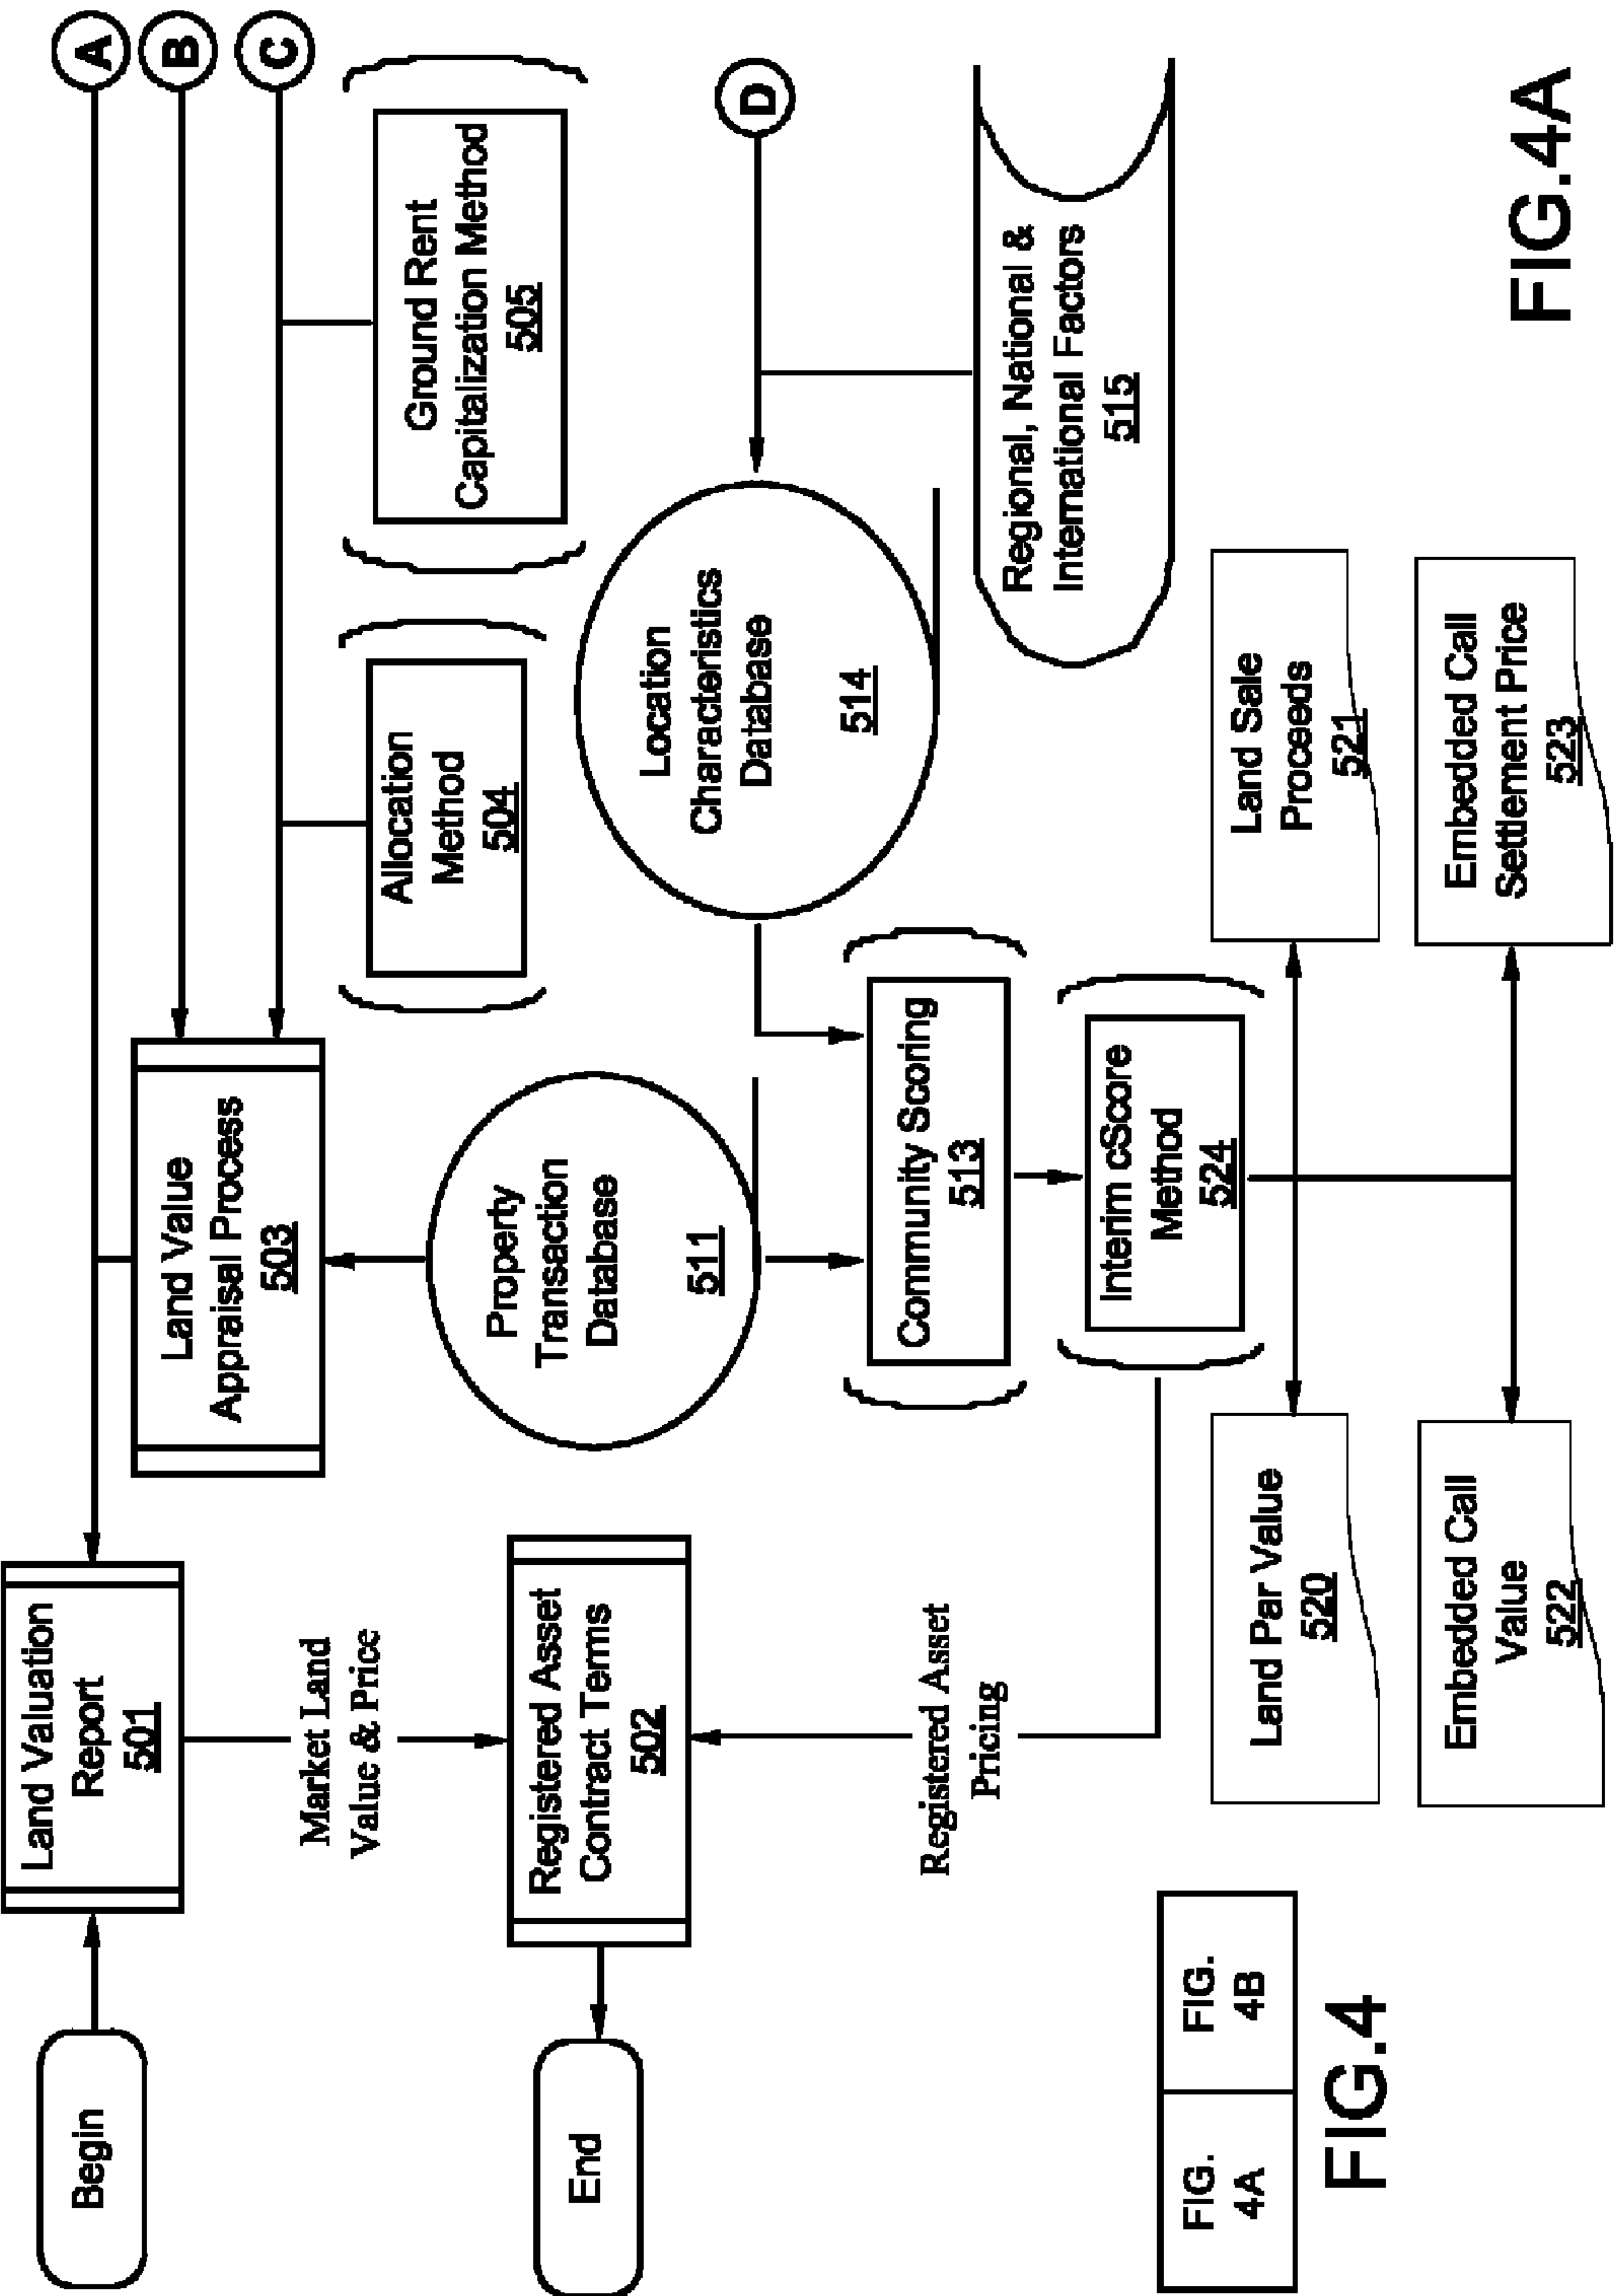 Begin
Land Valuation
Report
501
A
B
C
Market Land
Value & Price
Land Value
Appraisal Process
503
Allocation
Method
504
Ground Rent
Capitalization Method
505
End
Registered Asset
Contract Terms
502
Property
Transaction
Database
511
Location
Characteristics
Database
514
D
Registered Asset
Pricing
Community Scoring
513
Regional, National &
International Factors
515
Interim cScore
Method
524
Land Par Value
520
Land Sale
Proceeds
521
Embedded Call
Value
522
Embedded Call
Settlement Price
523
FIG.
4A
FIG.
4B
FIG.4
FIG.4A